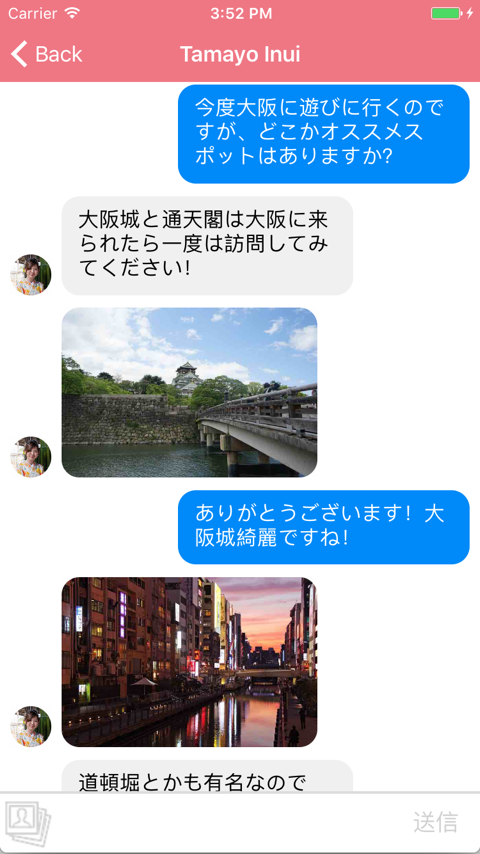 Carrier 3:52 PM
Back Tamayo Inui
今度大阪に遊びに行くので
すが、どこかオススメス
ポットはありますか?
大阪城と通天閣は大阪に来
られたら一度は訪問してみ
てください!
ありがとうございます! 大
阪城綺麗ですね!
道頓堀とかも有名なので
送信